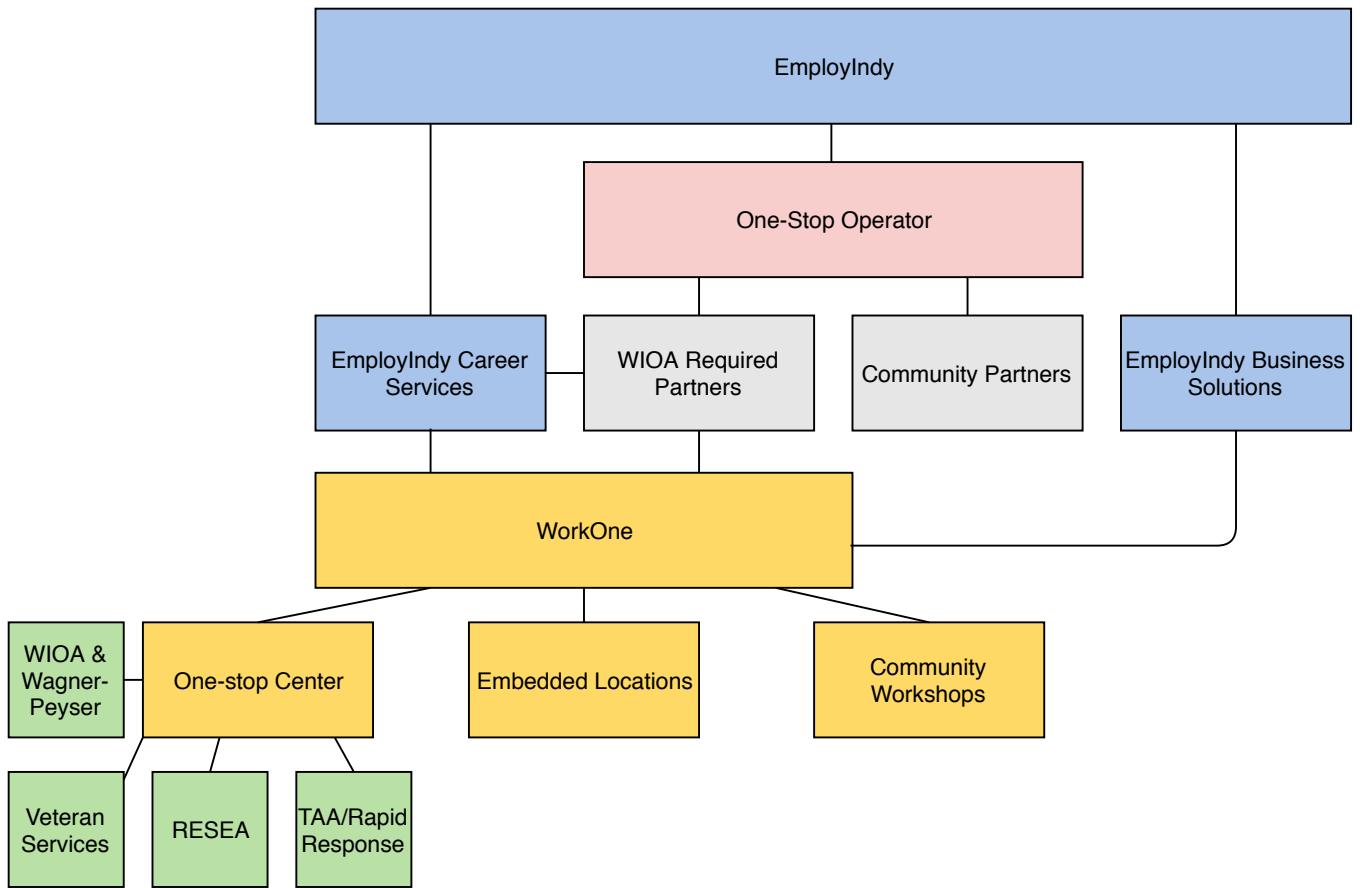 EmployIndy
One-Stop Operator
EmployIndy Career
Services
WIOA Required
Partners
Community Partners
EmployIndy Business
Solutions
WorkOne
WIOA &
Wagner-
Peyser
One-stop Center
Embedded Locations
Community
Workshops
Veteran
Services
RESEA
TAA/Rapid
Response